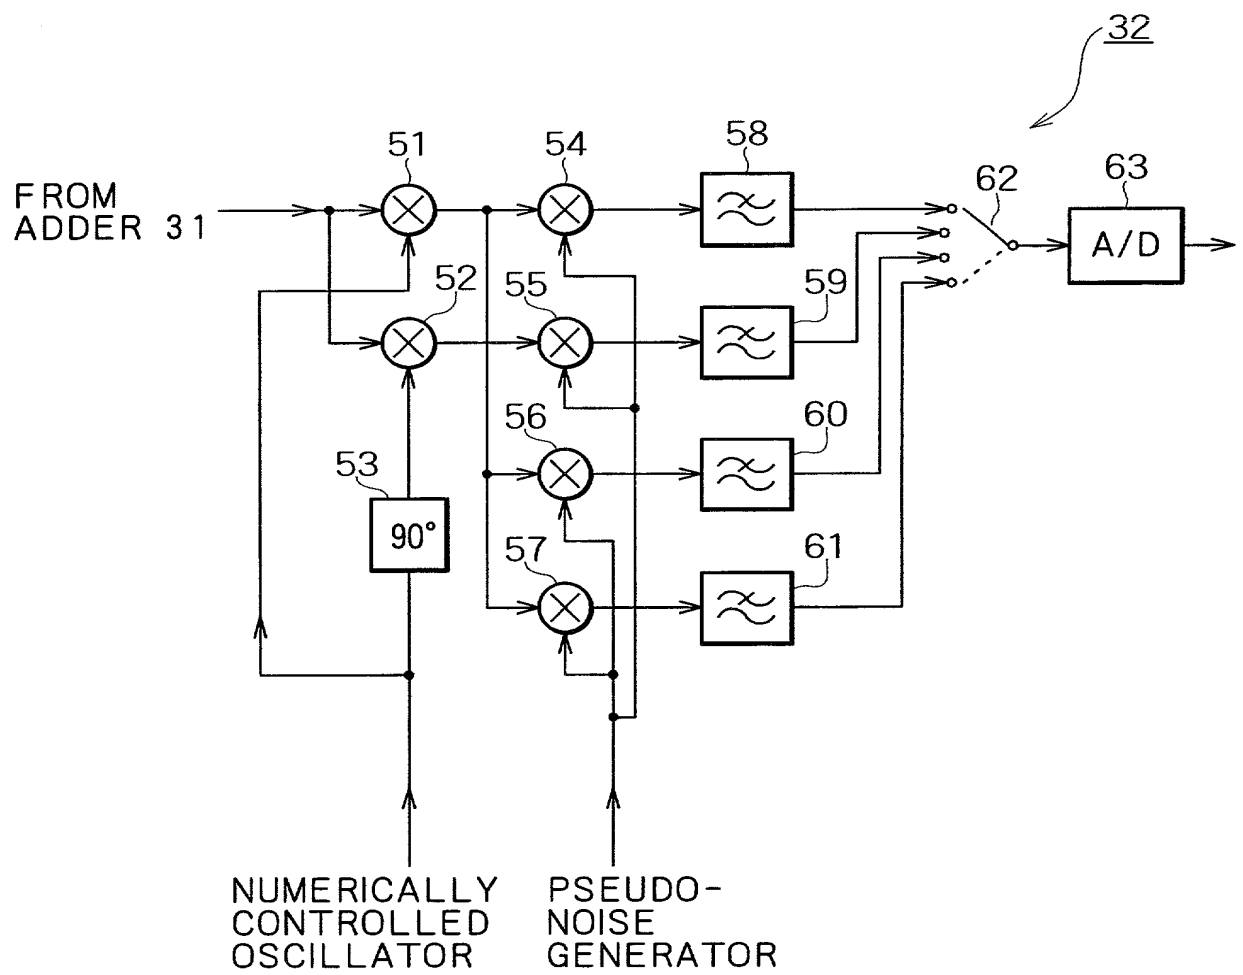 32
51
54
58
62
63
FROM
ADDER 31
A/D
52
55
59
56
60
53
90°
57
61
NUMERICALLY
CONTROLLED
OSCILLATOR
PSEUDO-
NOISE
GENERATOR